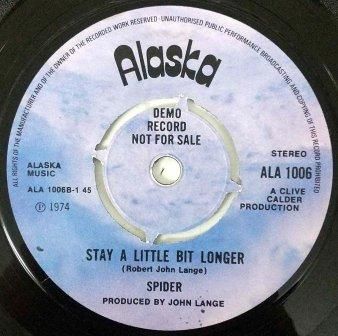 ALL RIGHTS OF THE MANUFACTURER AND OF THE OWNER OF THE RECORDED WORK RESERVED · UNAUTHORISED PUBLIC PERFORMANCE BROADCASTING AND COPYING OF THIS RECORD PROHIBITED
Alaska
DEMO
RECORD
NOT FOR SALE
ALASKA
MUSIC
ALA 1006B-1 45
Ⓟ 1974
STEREO
ALA 1006
A CLIVE
CALDER
PRODUCTION
STAY A LITTLE BIT LONGER
(Robert John Lange)
SPIDER
PRODUCED BY JOHN LANGE